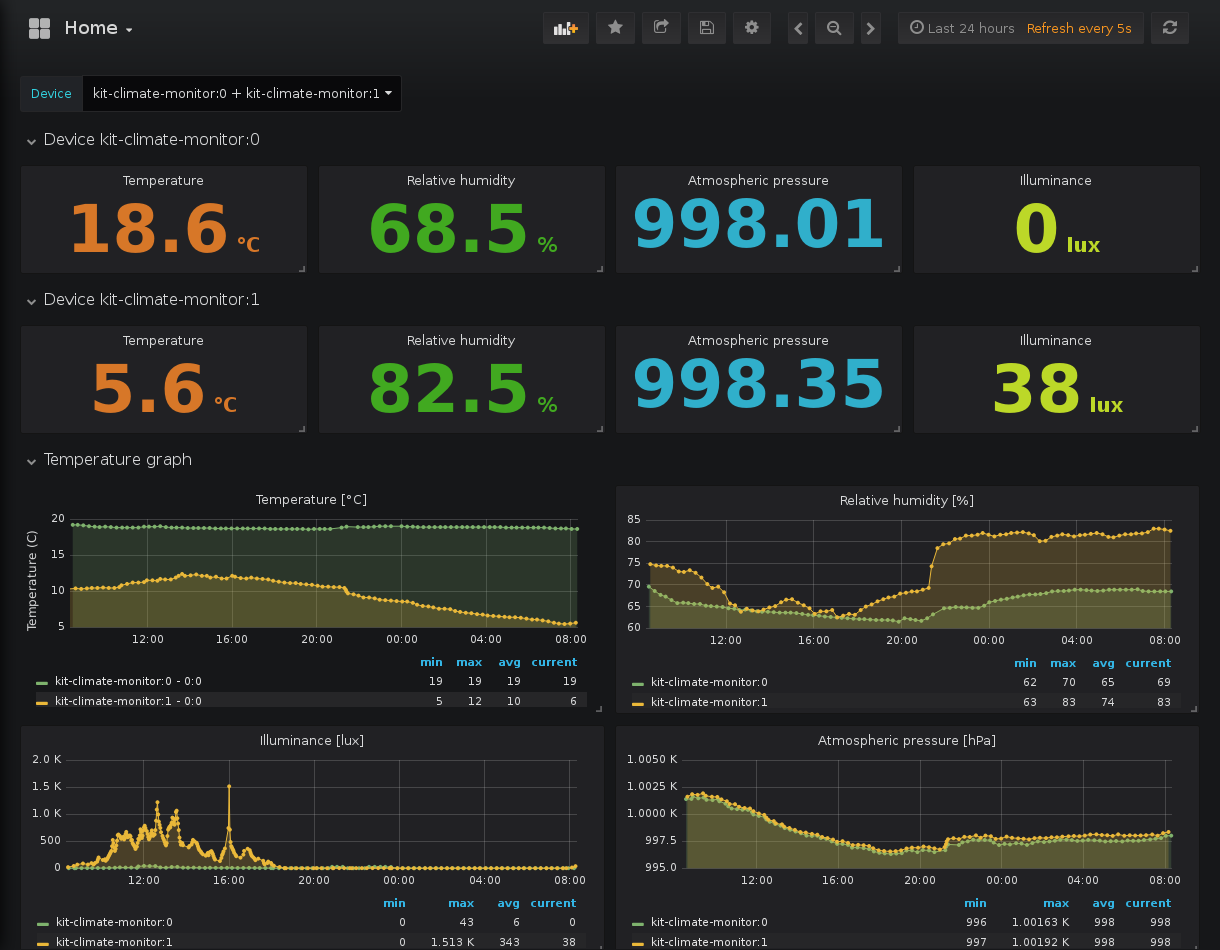 Home
Last 24 hours Refresh every 5s
Device kit-climate-monitor:0 + kit-climate-monitor:1
Device kit-climate-monitor:0
Temperature
18.6 °C
Relative humidity
68.5 %
Atmospheric pressure
998.01
Illuminance
0 lux
Device kit-climate-monitor:1
Temperature
5.6 °C
Relative humidity
82.5 %
Atmospheric pressure
998.35
Illuminance
38 lux
Temperature graph
Temperature [°C]
Temperature (C)
20
15
10
5
12:00 16:00 20:00 00:00 04:00 08:00
min max avg current
kit-climate-monitor:0 - 0:0 19 19 19 19
kit-climate-monitor:1 - 0:0 5 12 10 6
Relative humidity [%]
85
80
75
70
65
60
12:00 16:00 20:00 00:00 04:00 08:00
min max avg current
kit-climate-monitor:0 62 70 65 69
kit-climate-monitor:1 63 83 74 83
Illuminance [lux]
2.0 K
1.5 K
1.0 K
500
0
12:00 16:00 20:00 00:00 04:00 08:00
min max avg current
kit-climate-monitor:0 0 43 6 0
kit-climate-monitor:1 0 1.513 K 343 38
Atmospheric pressure [hPa]
1.0050 K
1.0025 K
1.0000 K
997.5
995.0
12:00 16:00 20:00 00:00 04:00 08:00
min max avg current
kit-climate-monitor:0 996 1.00163 K 998 998
kit-climate-monitor:1 997 1.00192 K 998 998